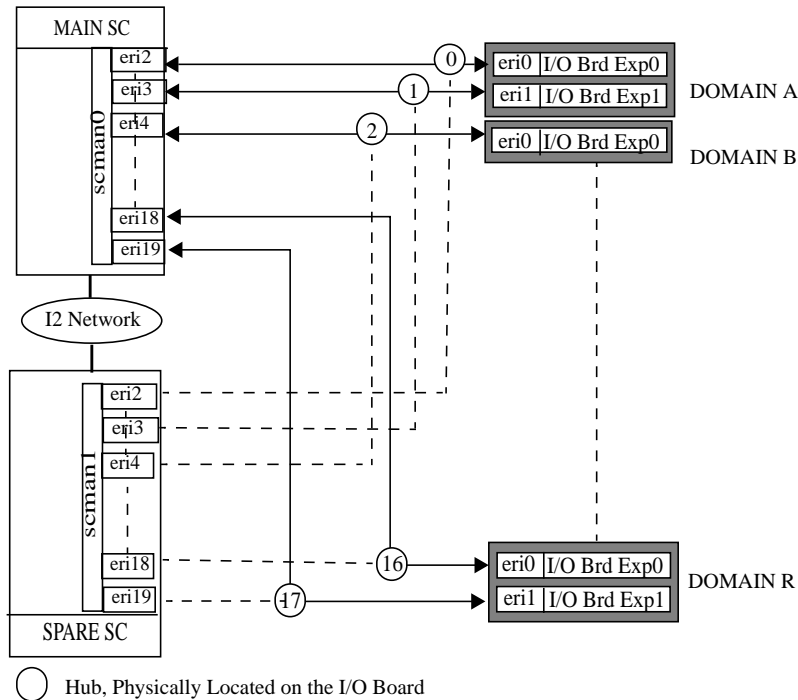 MAIN SC
scman0
eri2
eri3
eri4
eri18
eri19
0
1
2
eri0 I/O Brd Exp0
eri1 I/O Brd Exp1
DOMAIN A
eri0 I/O Brd Exp0
DOMAIN B
I2 Network
scman1
eri2
eri3
eri4
eri18
eri19
SPARE SC
16
17
eri0 I/O Brd Exp0
eri1 I/O Brd Exp1
DOMAIN R
Hub, Physically Located on the I/O Board